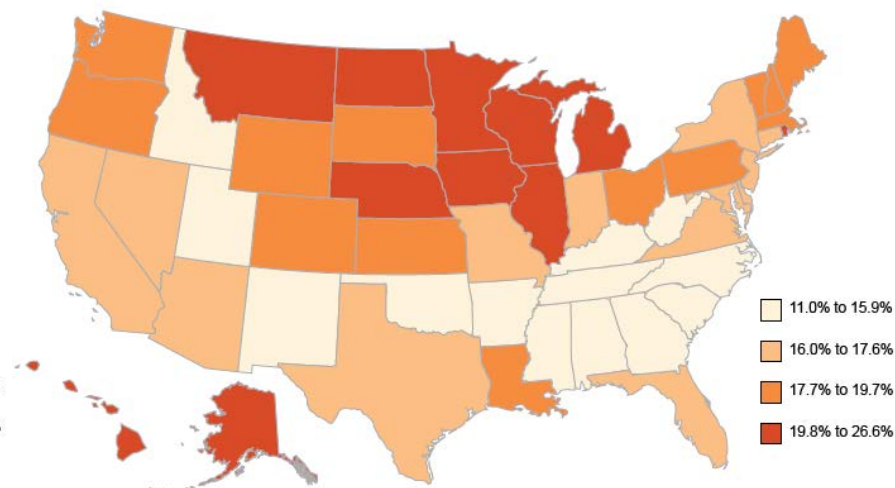 11.0% to 15.9%
16.0% to 17.6%
17.7% to 19.7%
19.8% to 26.6%